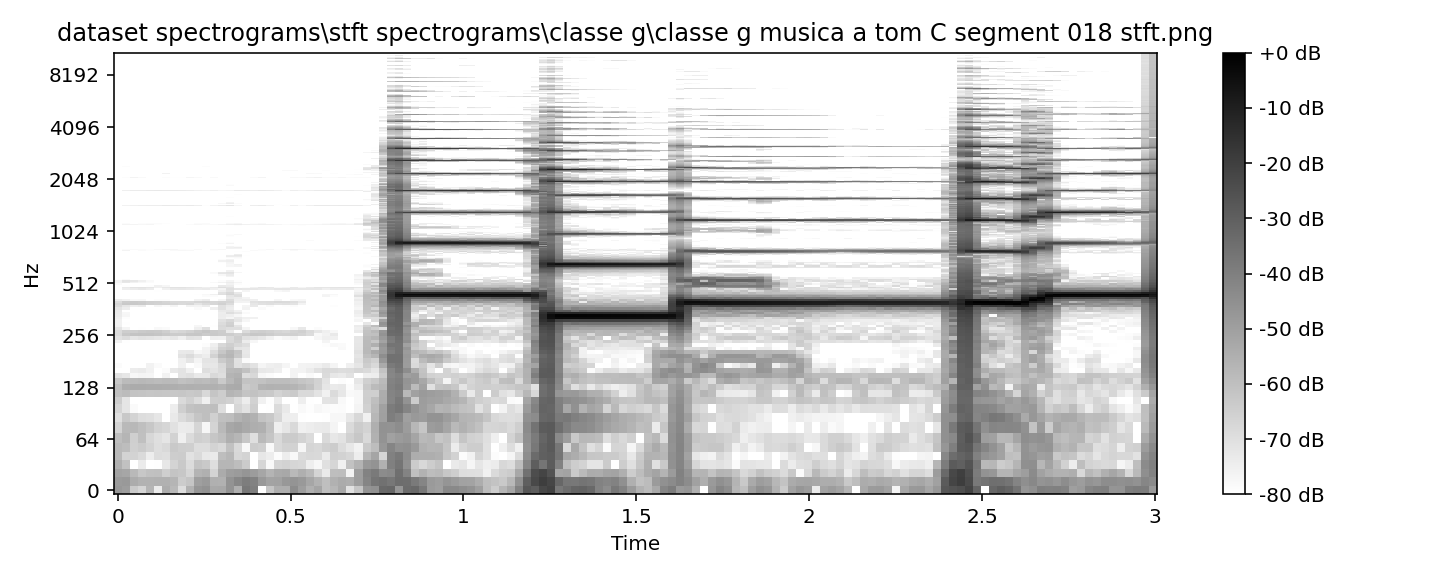 dataset spectrograms\stft spectrograms\classe g\classe g musica a tom C segment 018 stft.png
8192
4096
2048
1024
512
256
128
64
0
Hz
0
0.5
1
1.5
2
2.5
3
Time
+0 dB
-10 dB
-20 dB
-30 dB
-40 dB
-50 dB
-60 dB
-70 dB
-80 dB